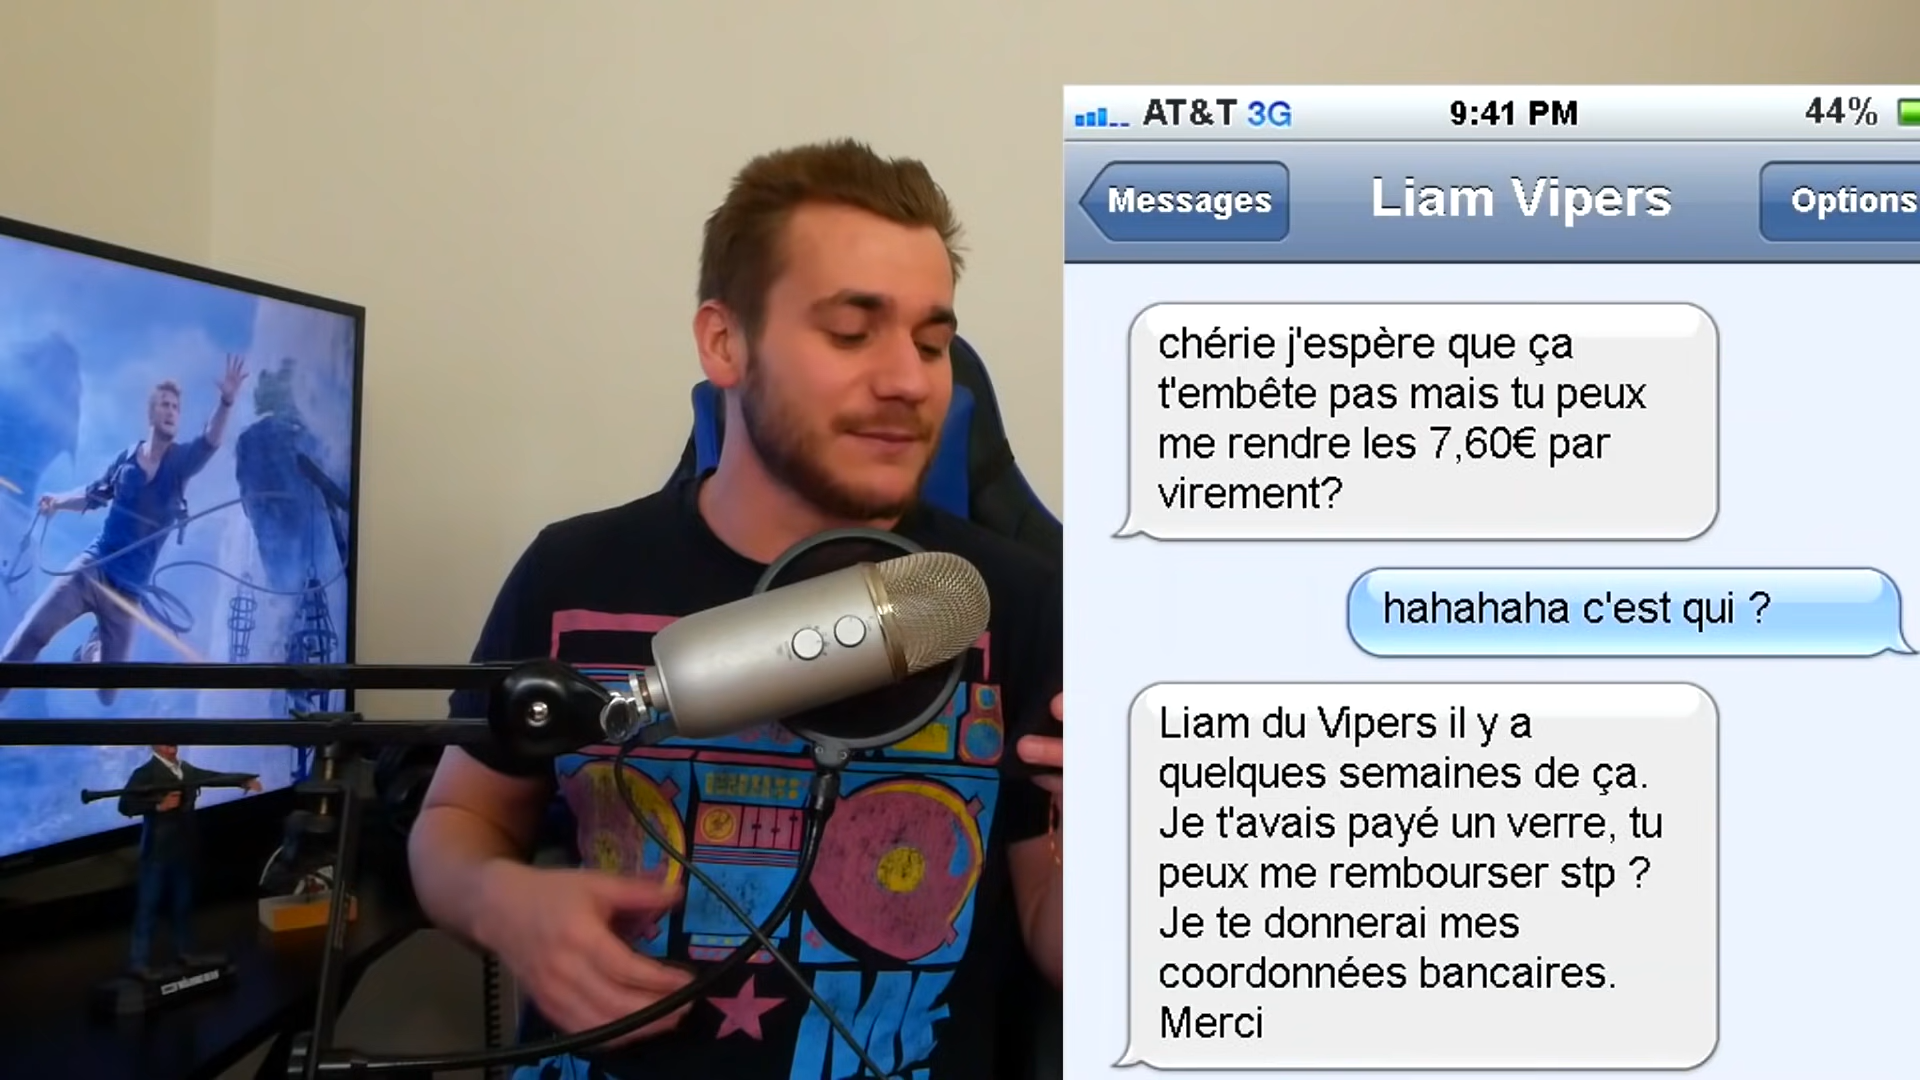 AT&T 3G 9:41 PM 44%
Messages Liam Vipers Options
chérie j'espère que ça
t'embête pas mais tu peux
me rendre les 7,60€ par
virement?
hahahaha c'est qui ?
Liam du Vipers il y a
quelques semaines de ça.
Je t'avais payé un verre, tu
peux me rembourser stp ?
Je te donnerai mes
coordonnées bancaires.
Merci
ME